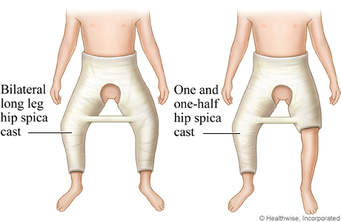 Bilateral
long leg
hip spica
cast
One and
one-half
hip spica
cast
© Healthwise, Incorporated